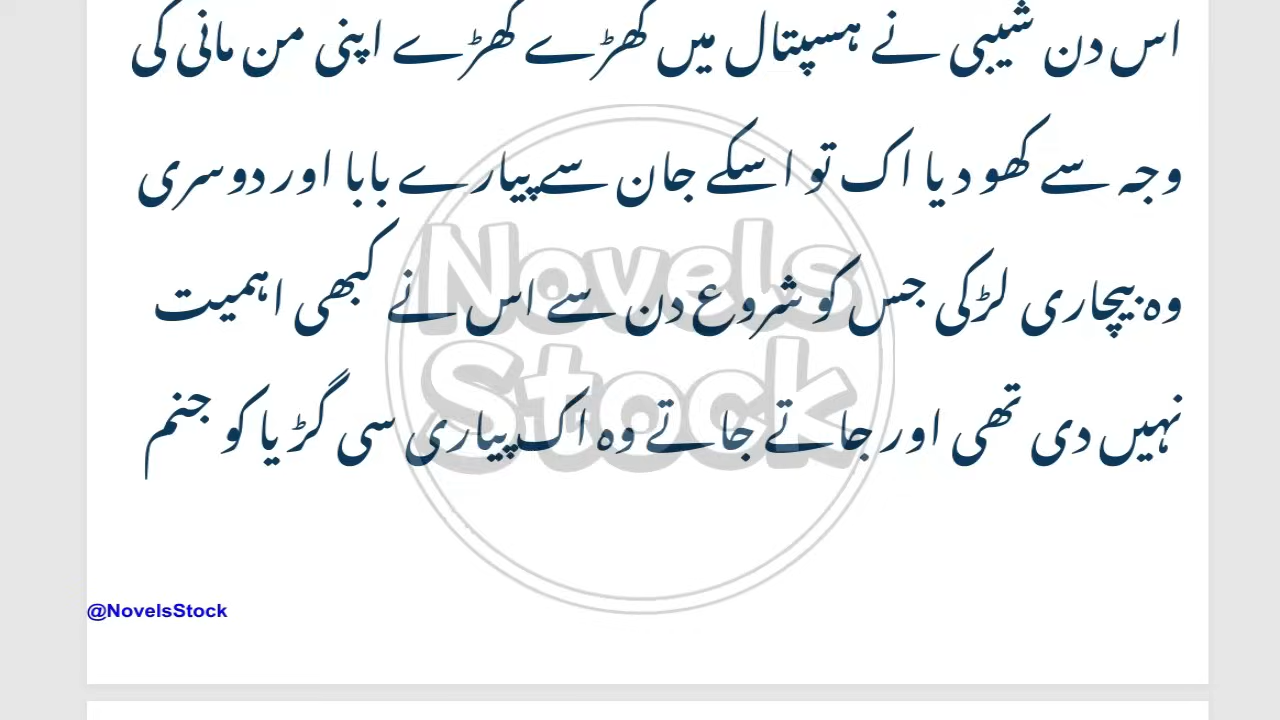 اس دن شیبی نے ہسپتال میں کھڑے کھڑے اپنی من مانی کی
وجہ سے کھو دیا اک تو اسکے جان سے پیارے بابا اور دوسری
وہ بیچاری لڑکی جس کو شروع دن سے اس نے کبھی اہمیت
نہیں دی تھی اور جاتے جاتے وہ اک پیاری سی گڑیا کو جنم
Novels
Stock
@NovelsStock